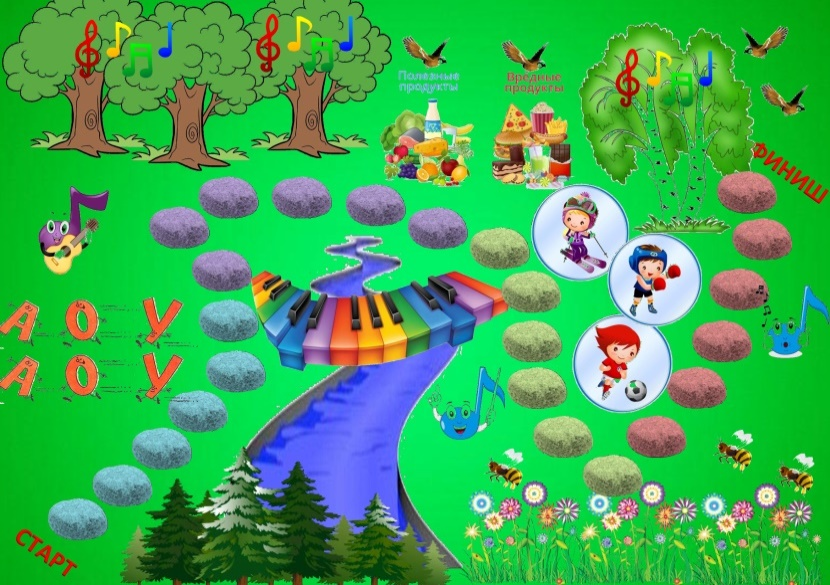 Полезные
продукты
Вредные
продукты
ФИНИШ
А О У
А О У
СТАРТ